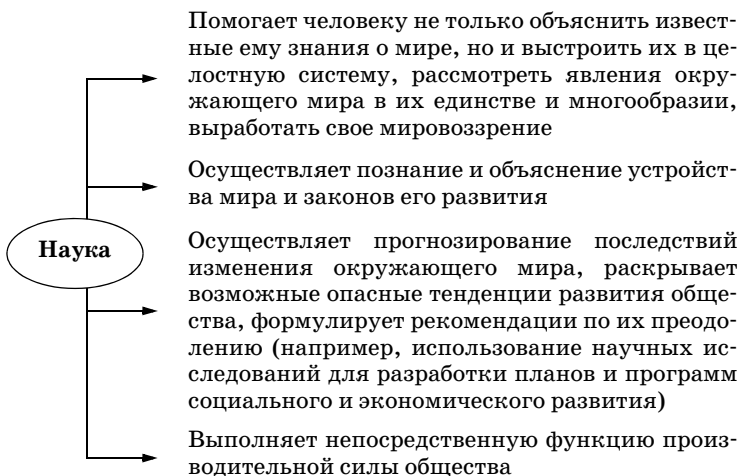 Помогает человеку не только объяснить извест-
ные ему знания о мире, но и выстроить их в це-
лостную систему, рассмотреть явления окру-
жающего мира в их единстве и многообразии,
выработать свое мировоззрение
Осуществляет познание и объяснение устройст-
ва мира и законов его развития
Наука
Осуществляет прогнозирование последствий
изменения окружающего мира, раскрывает
возможные опасные тенденции развития обще-
ства, формулирует рекомендации по их преодо-
лению (например, использование научных ис-
следований для разработки планов и программ
социального и экономического развития)
Выполняет непосредственную функцию произ-
водительной силы общества